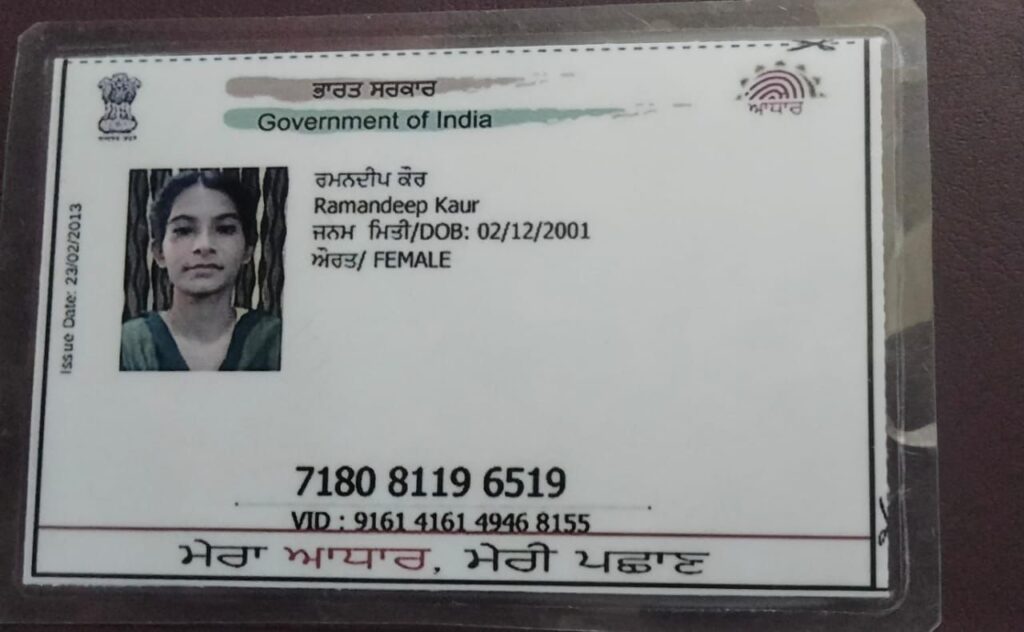 ਭਾਰਤ ਸਰਕਾਰ
Government of India
ਆਧਾਰ
ਰਮਨਦੀਪ ਕੌਰ
Ramandeep Kaur
ਜਨਮ ਮਿਤੀ/DOB: 02/12/2001
ਔਰਤ/ FEMALE
Issue Date: 23/02/2013
7180 8119 6519
VID : 9161 4161 4946 8155
ਮੇਰਾ ਆਧਾਰ, ਮੇਰੀ ਪਛਾਣ